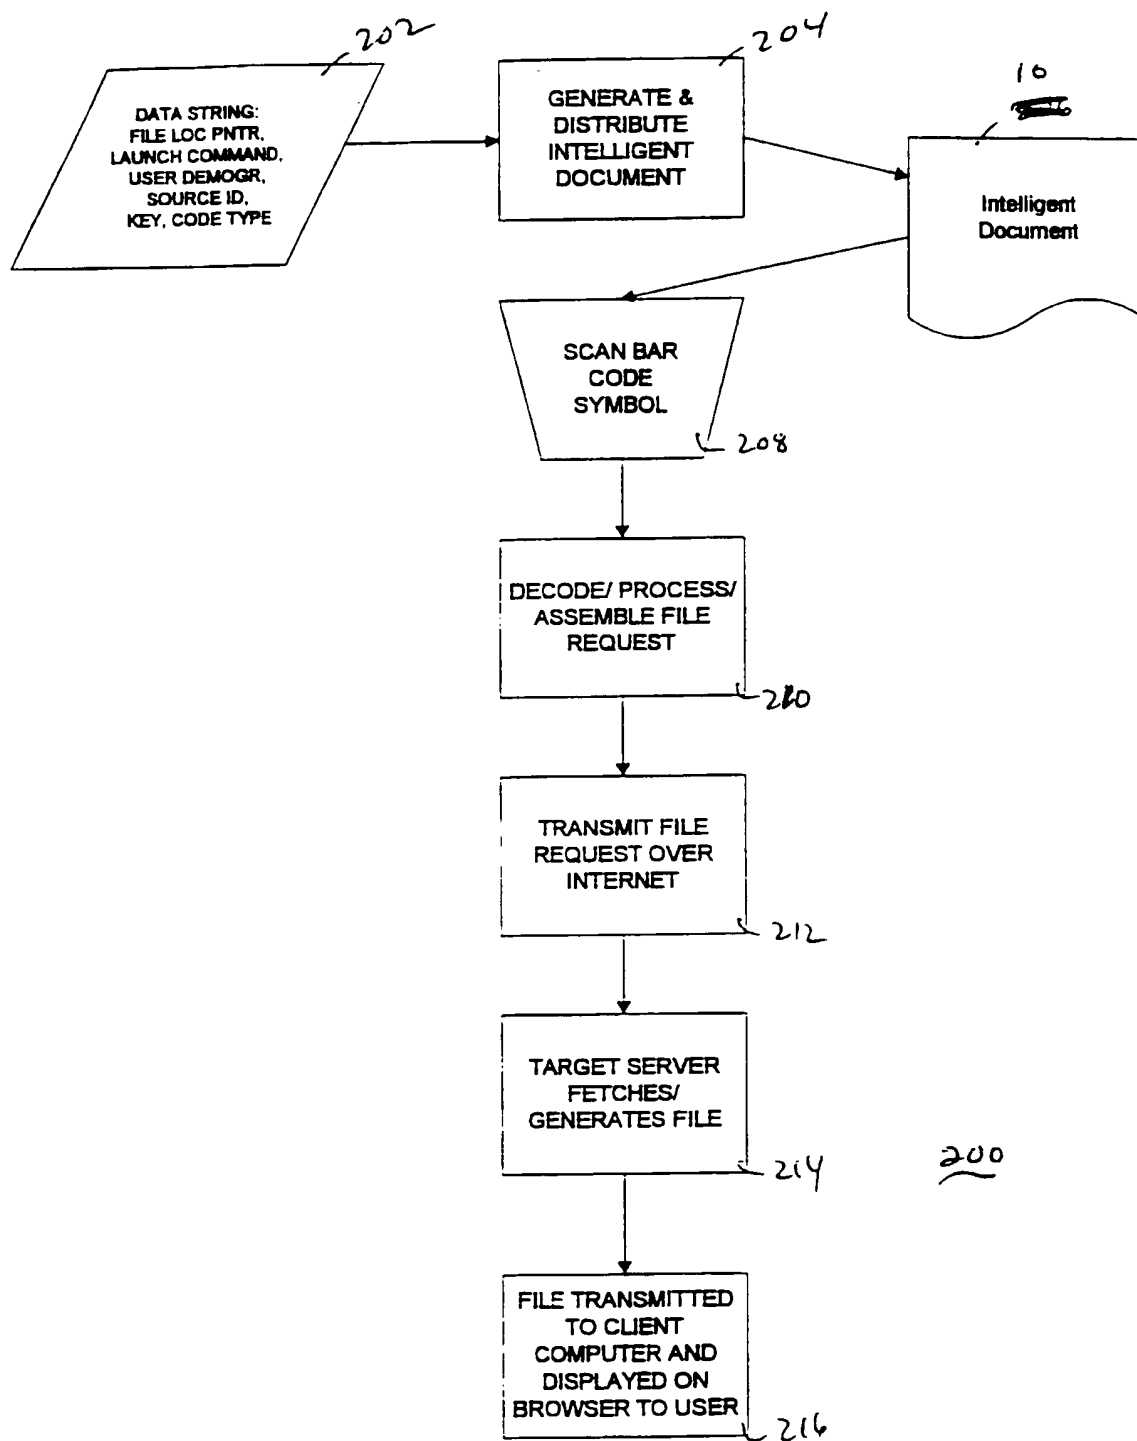 202
DATA STRING:
FILE LOC PNTR,
LAUNCH COMMAND,
USER DEMOGR,
SOURCE ID,
KEY, CODE TYPE
204
GENERATE &
DISTRIBUTE
INTELLIGENT
DOCUMENT
10
Intelligent
Document
SCAN BAR
CODE
SYMBOL
208
DECODE/ PROCESS/
ASSEMBLE FILE
REQUEST
210
TRANSMIT FILE
REQUEST OVER
INTERNET
212
TARGET SERVER
FETCHES/
GENERATES FILE
214
200
FILE TRANSMITTED
TO CLIENT
COMPUTER AND
DISPLAYED ON
BROWSER TO USER
216